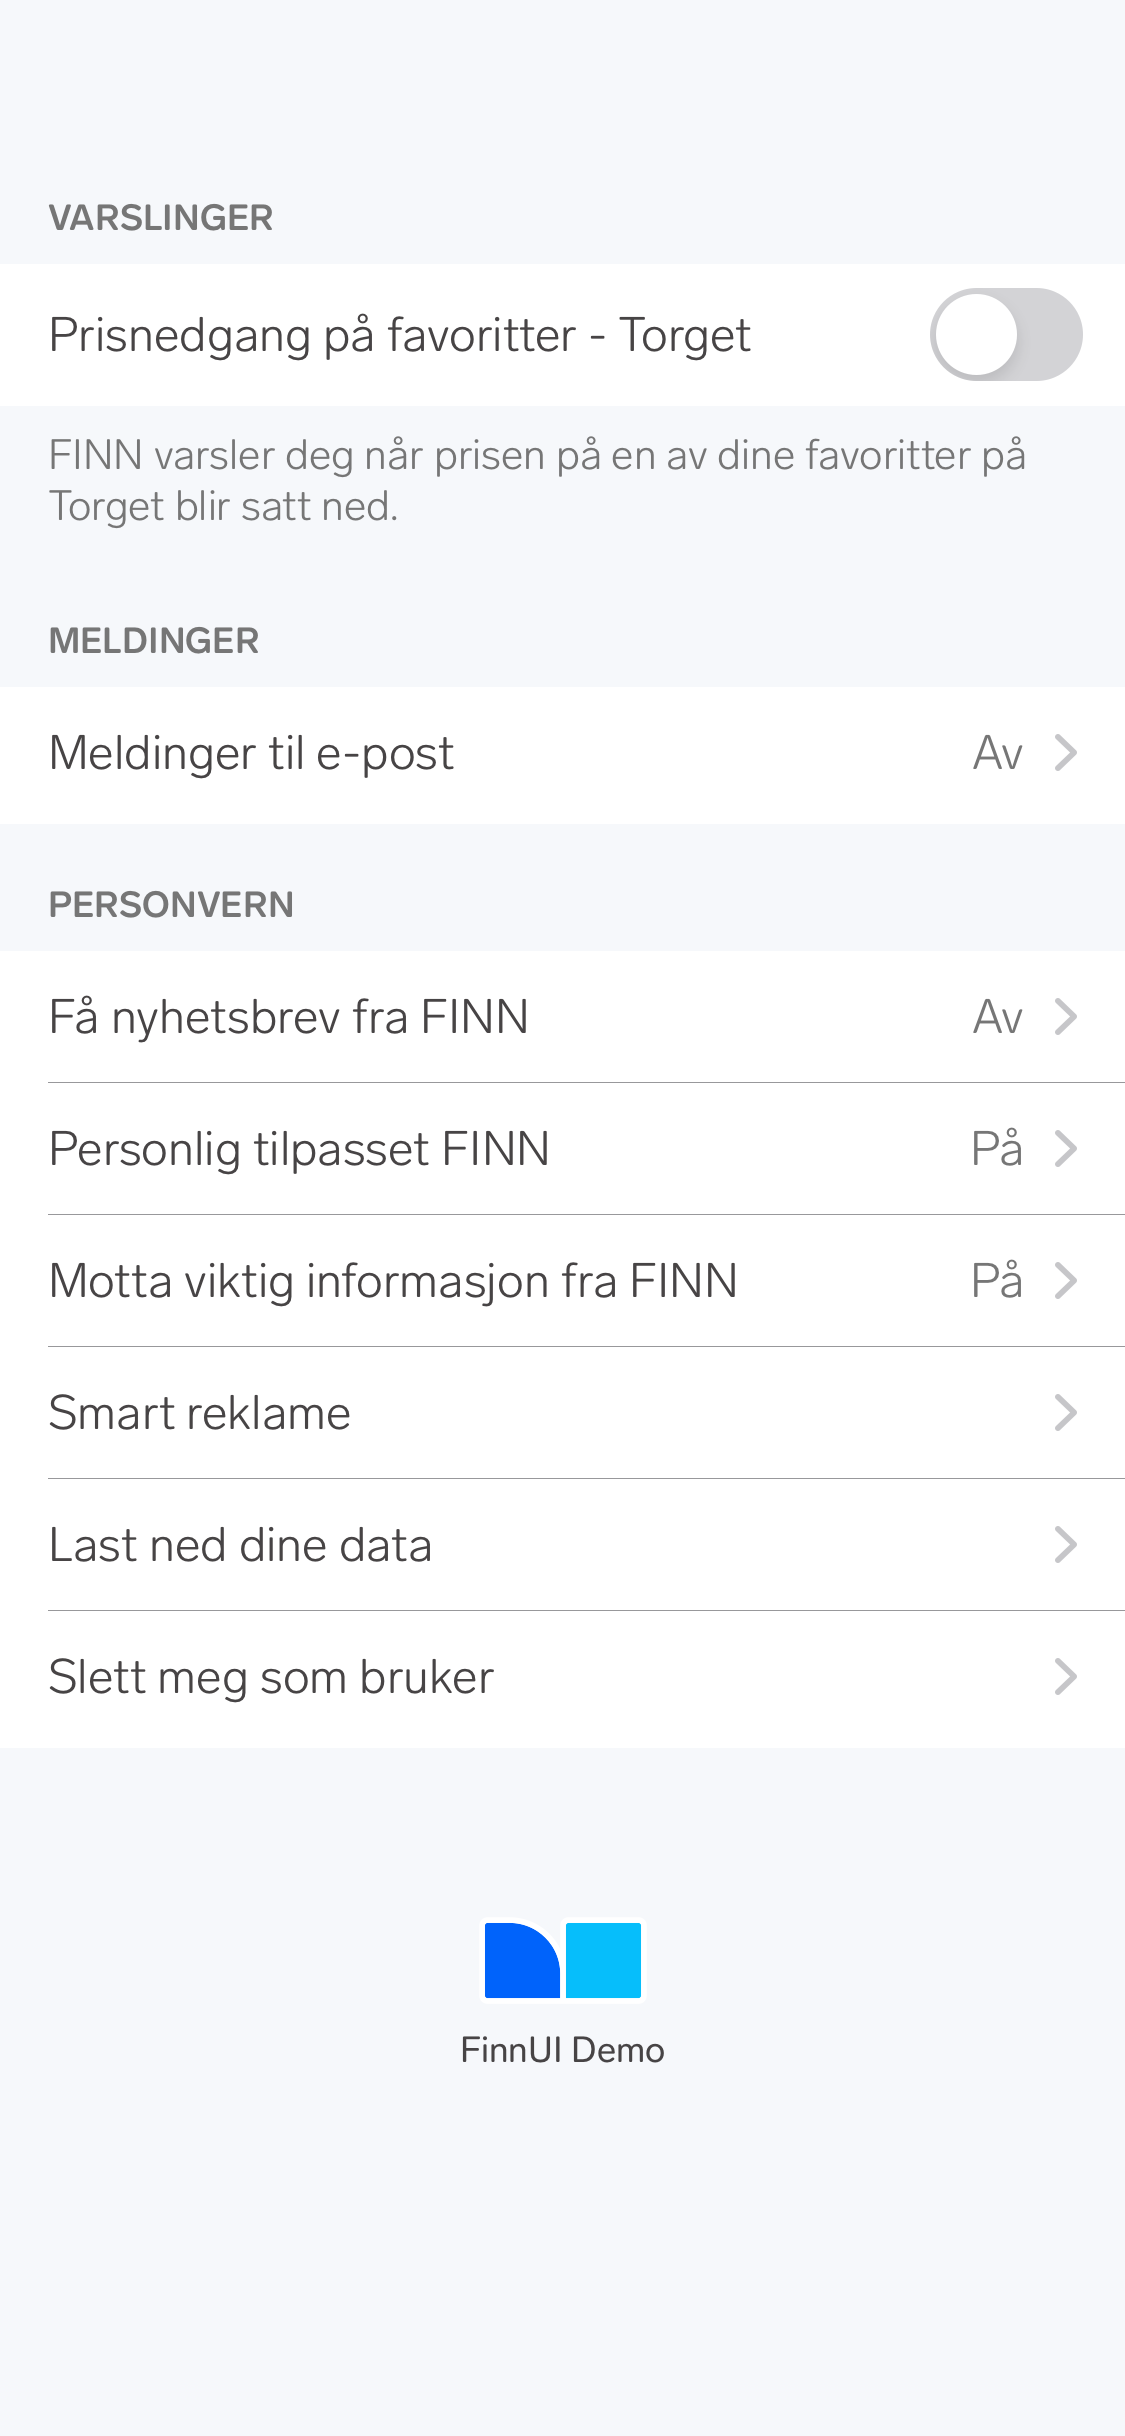 VARSLINGER
Prisnedgang på favoritter - Torget
FINN varsler deg når prisen på en av dine favoritter på
Torget blir satt ned.
MELDINGER
Meldinger til e-post Av
PERSONVERN
Få nyhetsbrev fra FINN Av
Personlig tilpasset FINN På
Motta viktig informasjon fra FINN På
Smart reklame
Last ned dine data
Slett meg som bruker
FinnUI Demo